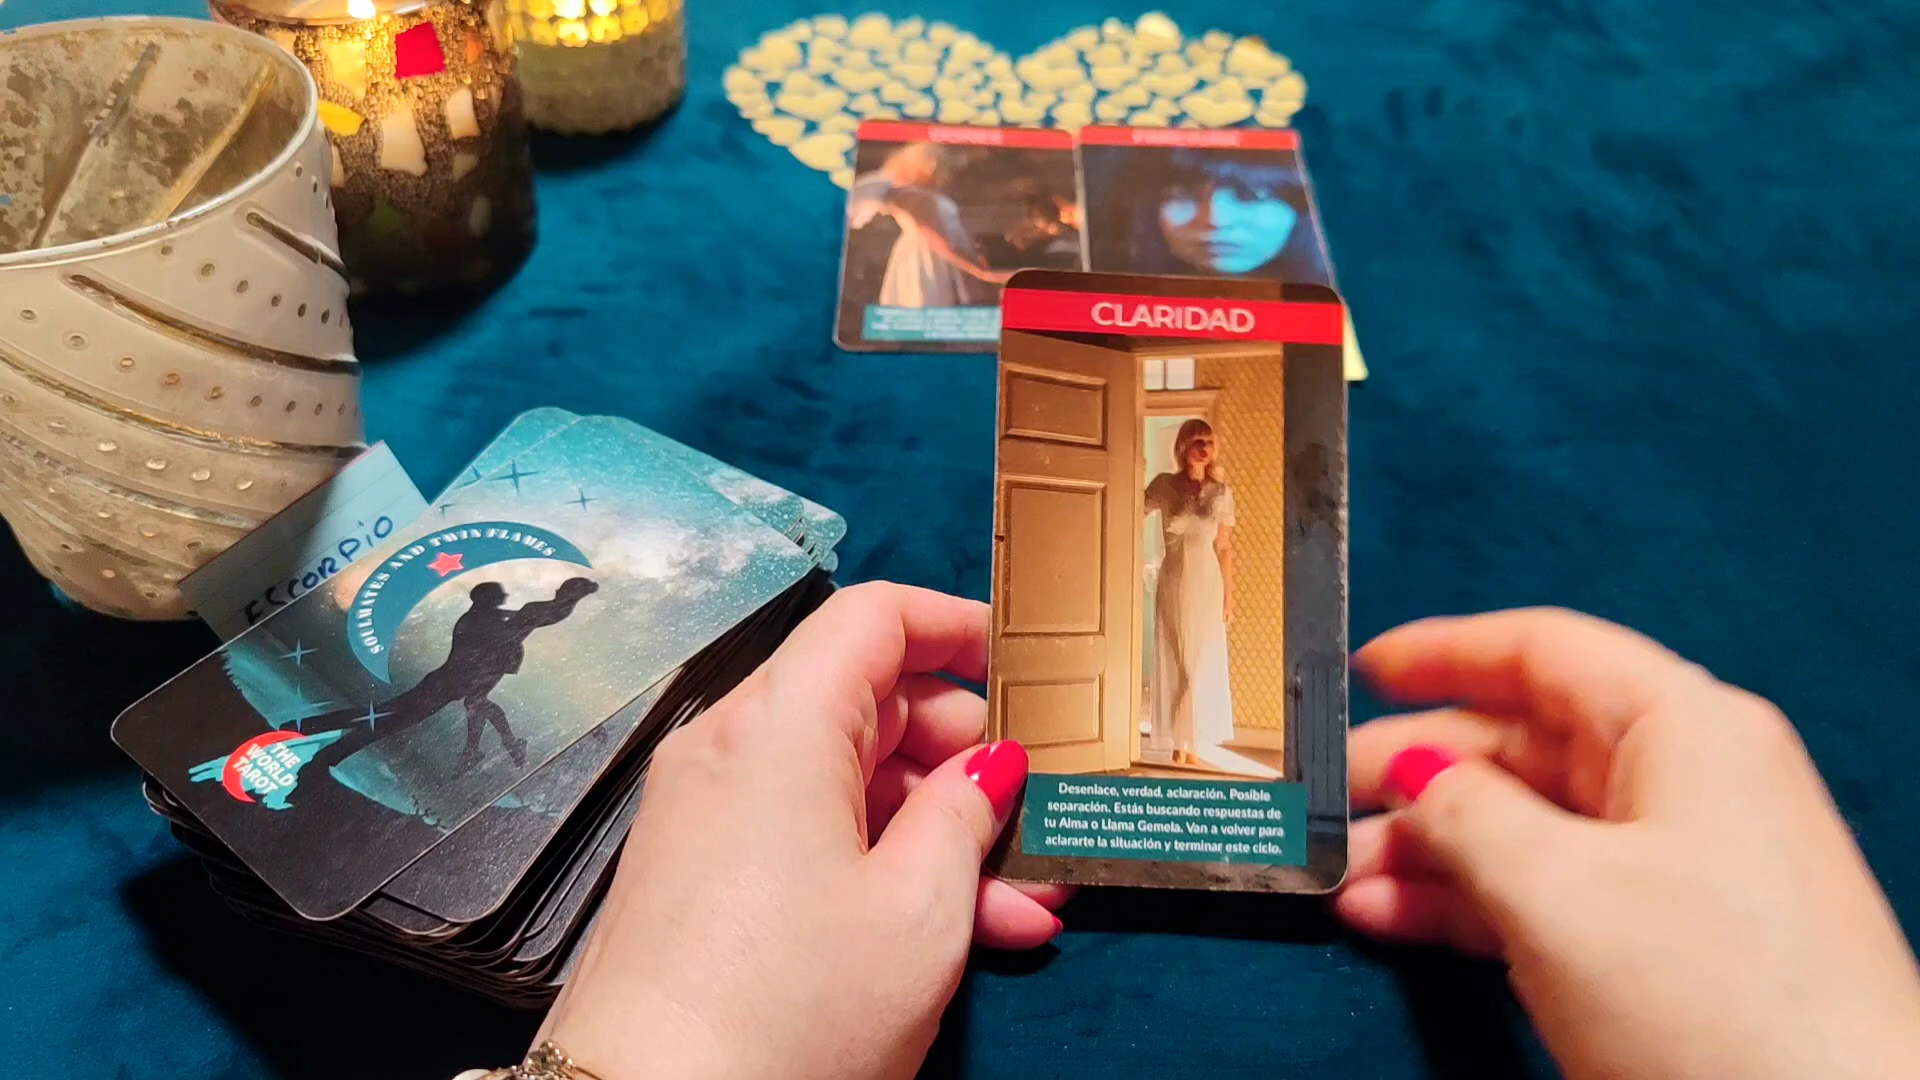 CLARIDAD
Desenlace, verdad, aclaración. Posible
separación. Estás buscando respuestas de
tu Alma o Llama Gemela. Van a volver para
aclararte la situación y terminar este ciclo.
ESCORPIO
SOULMATES AND TWIN FLAMES
THE
WORLD
TAROT